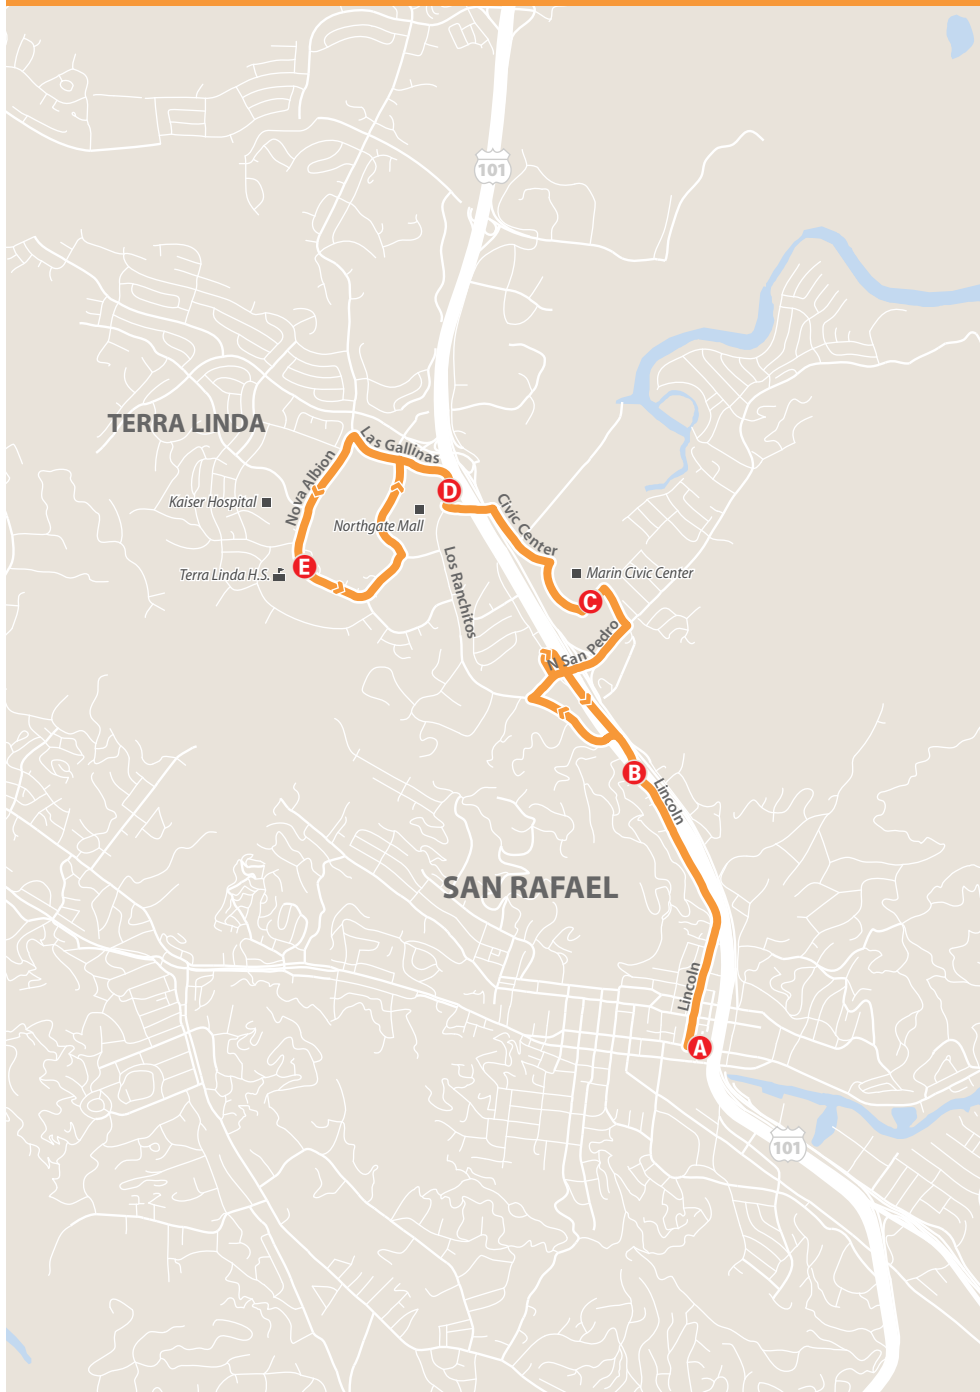 101
TERRA LINDA
Las Gallinas
Nova Albion
Kaiser Hospital
D
Northgate Mall
Civic Center
Los Ranchitos
E
Terra Linda H.S.
Marin Civic Center
C
N San Pedro
B
Lincoln
SAN RAFAEL
Lincoln
A
101